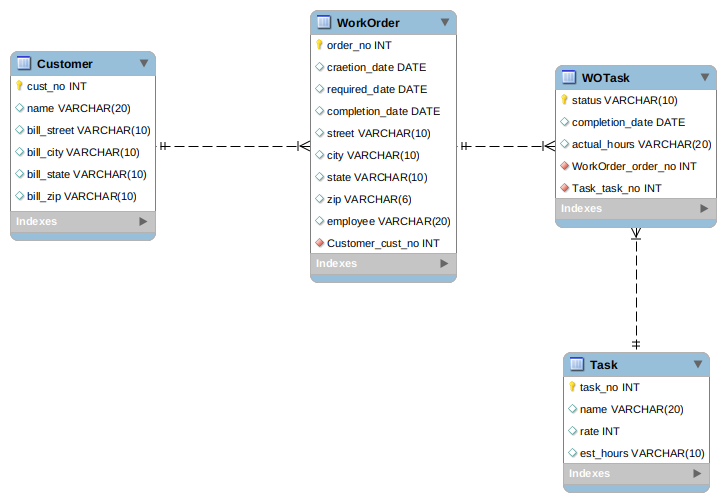 Customer
cust_no INT
name VARCHAR(20)
bill_street VARCHAR(10)
bill_city VARCHAR(10)
bill_state VARCHAR(10)
bill_zip VARCHAR(10)
Indexes
WorkOrder
order_no INT
craetion_date DATE
required_date DATE
completion_date DATE
street VARCHAR(10)
city VARCHAR(10)
state VARCHAR(10)
zip VARCHAR(6)
employee VARCHAR(20)
Customer_cust_no INT
Indexes
WOTask
status VARCHAR(10)
completion_date DATE
actual_hours VARCHAR(20)
WorkOrder_order_no INT
Task_task_no INT
Indexes
Task
task_no INT
name VARCHAR(20)
rate INT
est_hours VARCHAR(10)
Indexes